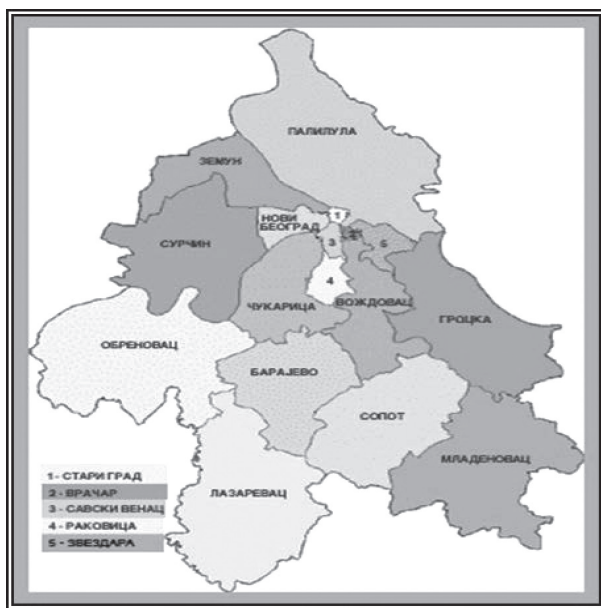 ПАЛИЛУЛА
ЗЕМУН
1
НОВИ
БЕОГРАД
3
5
СУРЧИН
4
ЧУКАРИЦА
ВОЖДОВАЦ
ГРОЦКА
ОБРЕНОВАЦ
БАРАЈЕВО
СОПОТ
МЛАДЕНОВАЦ
ЛАЗАРЕВАЦ
1 - СТАРИ ГРАД
2 - ВРАЧАР
3 - САВСКИ ВЕНАЦ
4 - РАКОВИЦА
5 - ЗВЕЗДАРА